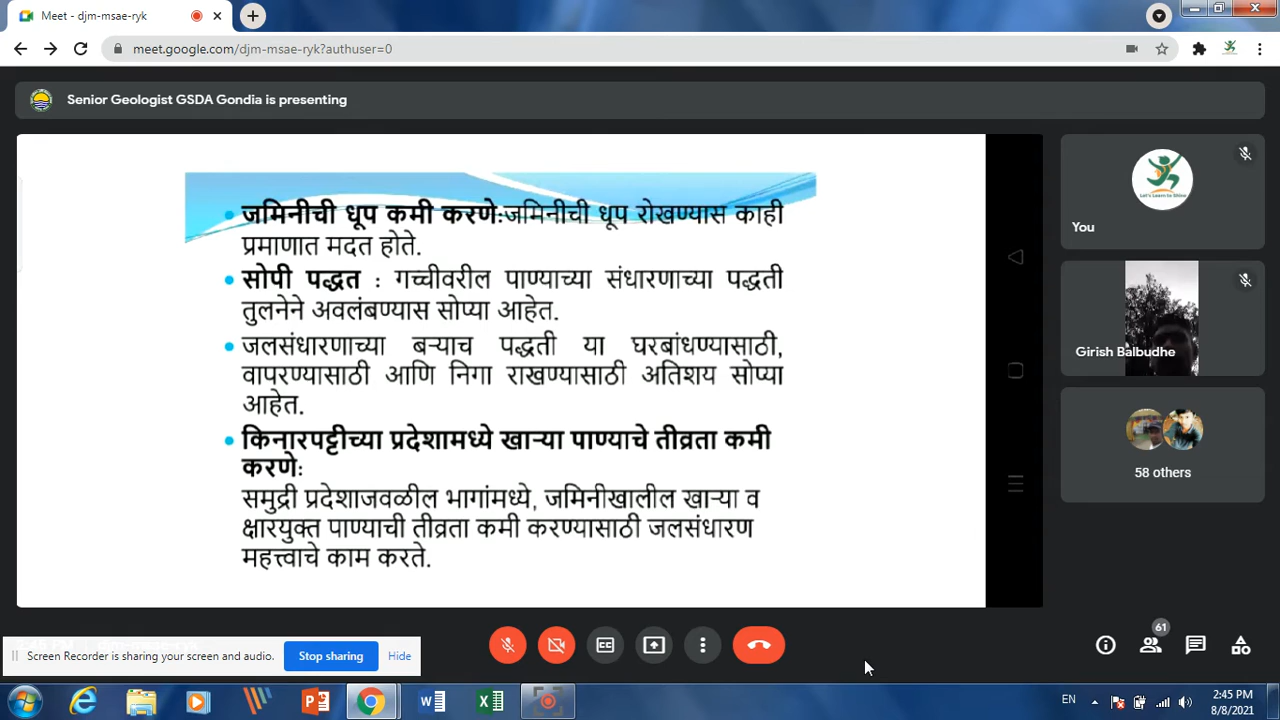 Meet - djm-msae-ryk
meet.google.com/djm-msae-ryk?authuser=0
Senior Geologist GSDA Gondia is presenting
• जमिनीची धूप कमी करणे:जमिनीची धूप रोखण्यास काही
प्रमाणात मदत होते.
• सोपी पद्धत : गच्चीवरील पाण्याच्या संधारणाच्या पद्धती
तुलनेने अवलंबण्यास सोप्या आहेत.
• जलसंधारणाच्या बऱ्याच पद्धती या घरबांधण्यासाठी,
वापरण्यासाठी आणि निगा राखण्यासाठी अतिशय सोप्या
आहेत.
• किनारपट्टीच्या प्रदेशामध्ये खाऱ्या पाण्याचे तीव्रता कमी
करणे:
समुद्री प्रदेशाजवळील भागांमध्ये, जमिनीखालील खाऱ्या व
क्षारयुक्त पाण्याची तीव्रता कमी करण्यासाठी जलसंधारण
महत्त्वाचे काम करते.
Let's Learn to Shine
You
Girish Balbudhe
58 others
61
Screen Recorder is sharing your screen and audio.
Stop sharing
Hide
EN
2:45 PM
8/8/2021